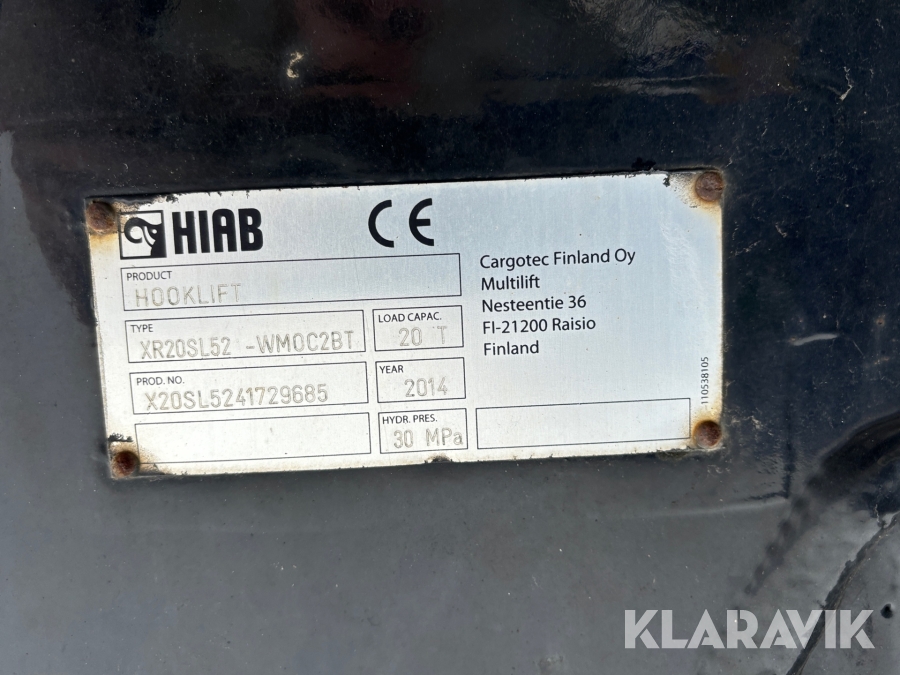 HIAB
CE
PRODUCT
HOOKLIFT
TYPE
XR20SL52 -WMOC2BT
LOAD CAPAC.
20 T
PROD. NO.
X20SL5241729685
YEAR
2014
HYDR. PRES.
30 MPa
Cargotec Finland Oy
Multilift
Nesteentie 36
FI-21200 Raisio
Finland
110538105
KLARAVIK